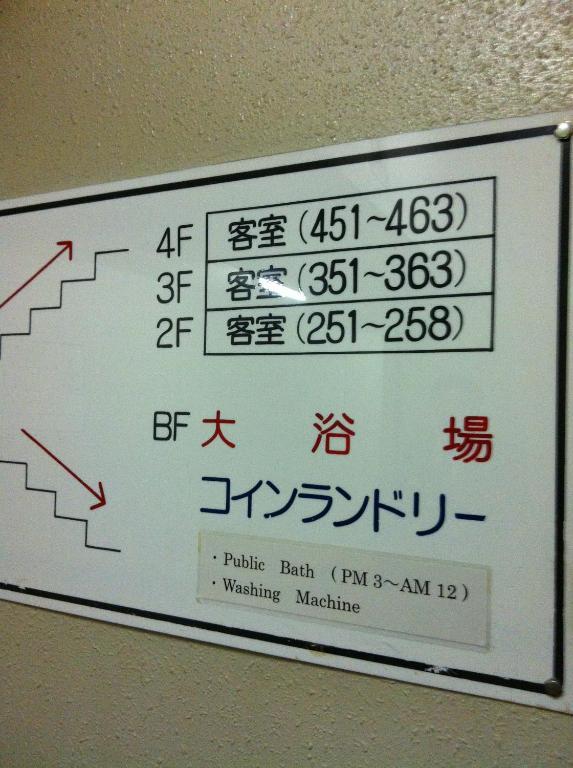 4F 客室(451~463)
3F 客室(351~363)
2F 客室(251~258)
BF 大浴場
コインランドリー
・Public Bath (PM 3~AM 12)
・Washing Machine